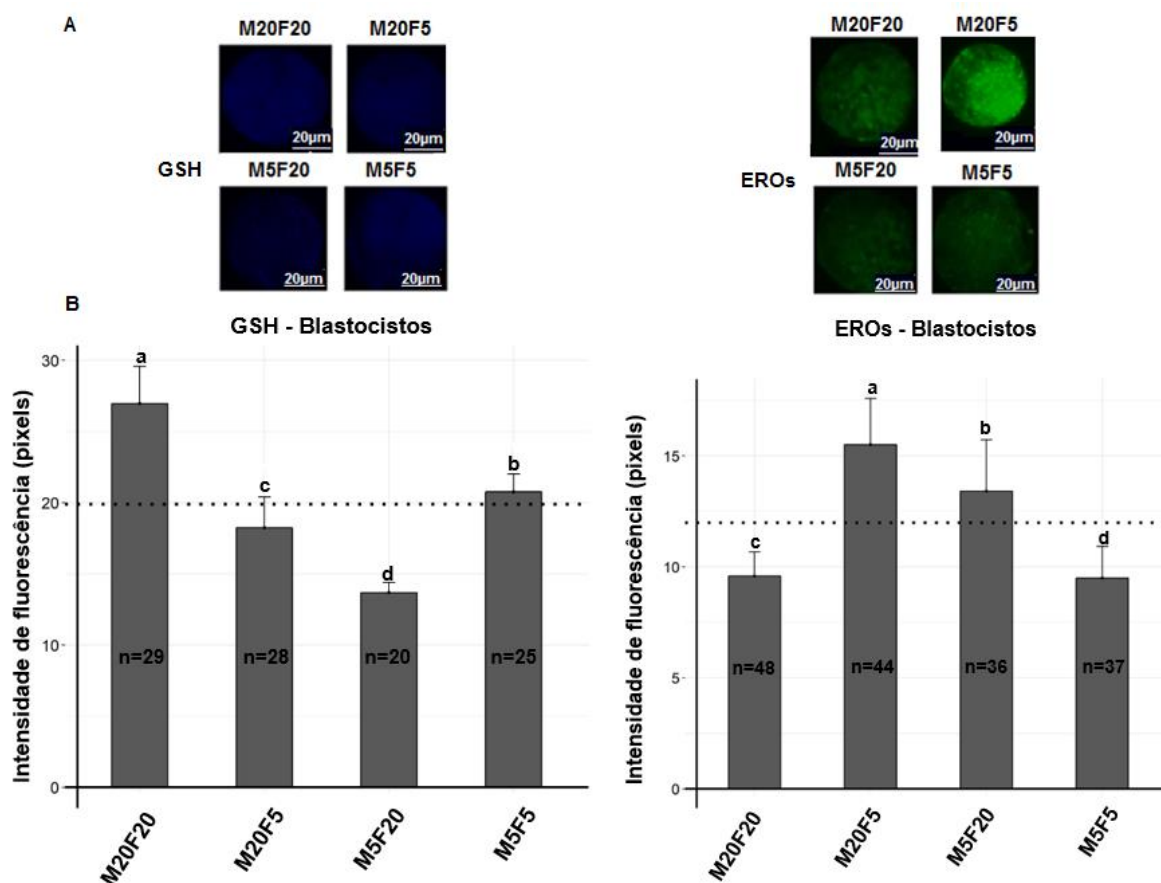 A
M20F20 M20F5
20µm 20µm
GSH
M5F20 M5F5
20µm 20µm
M20F20 M20F5
20µm 20µm
EROs
M5F20 M5F5
20µm 20µm
B
GSH - Blastocistos
Intensidade de fluorescência (pixels)
30
20
10
0
a
c
d
b
n=29 n=28 n=20 n=25
M20F20 M20F5 M5F20 M5F5
EROs - Blastocistos
Intensidade de fluorescência (pixels)
15
10
5
0
c
a
b
d
n=48 n=44 n=36 n=37
M20F20 M20F5 M5F20 M5F5